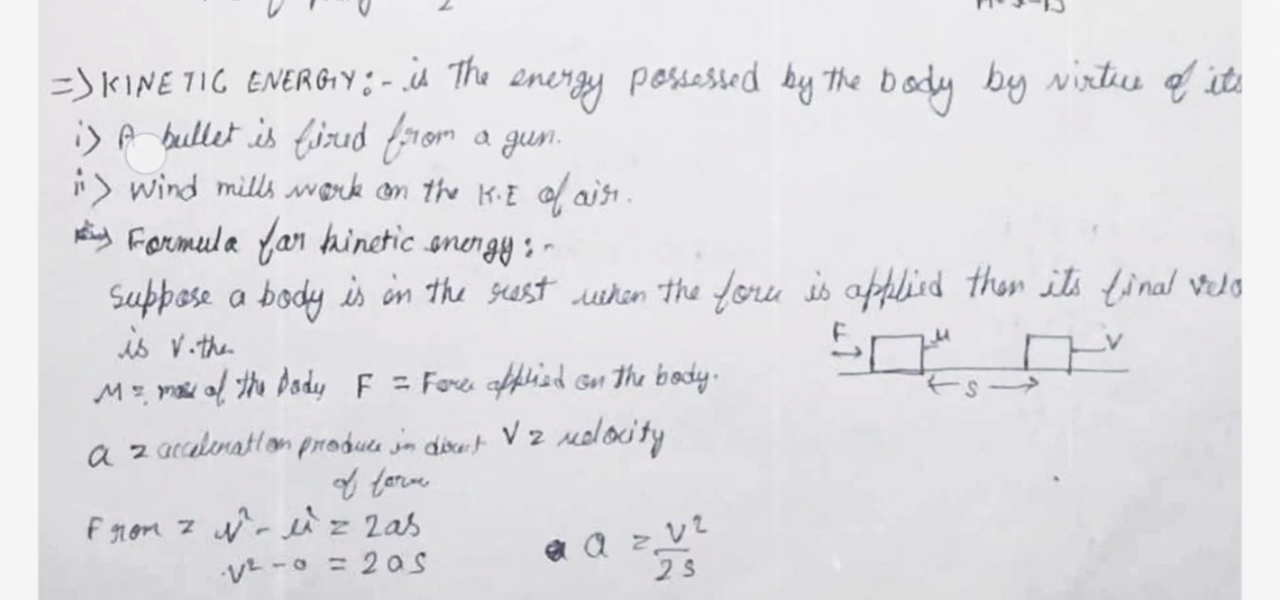 => KINETIC ENERGY :- is The energy possessed by the body by virtue of its
i> A bullet is fired from a gun.
ii> Wind mills work on the K.E of air.
=> Formula for kinetic energy :-
Suppose a body is in the rest when the force is applied then its final velo
is V. the
F M V
S
M = mass of the body F = Force applied on the body.
a = acceleration produce in direct V = velocity
of force
From = v² - u² = 2as
v² - 0 = 2as a = V²/2s